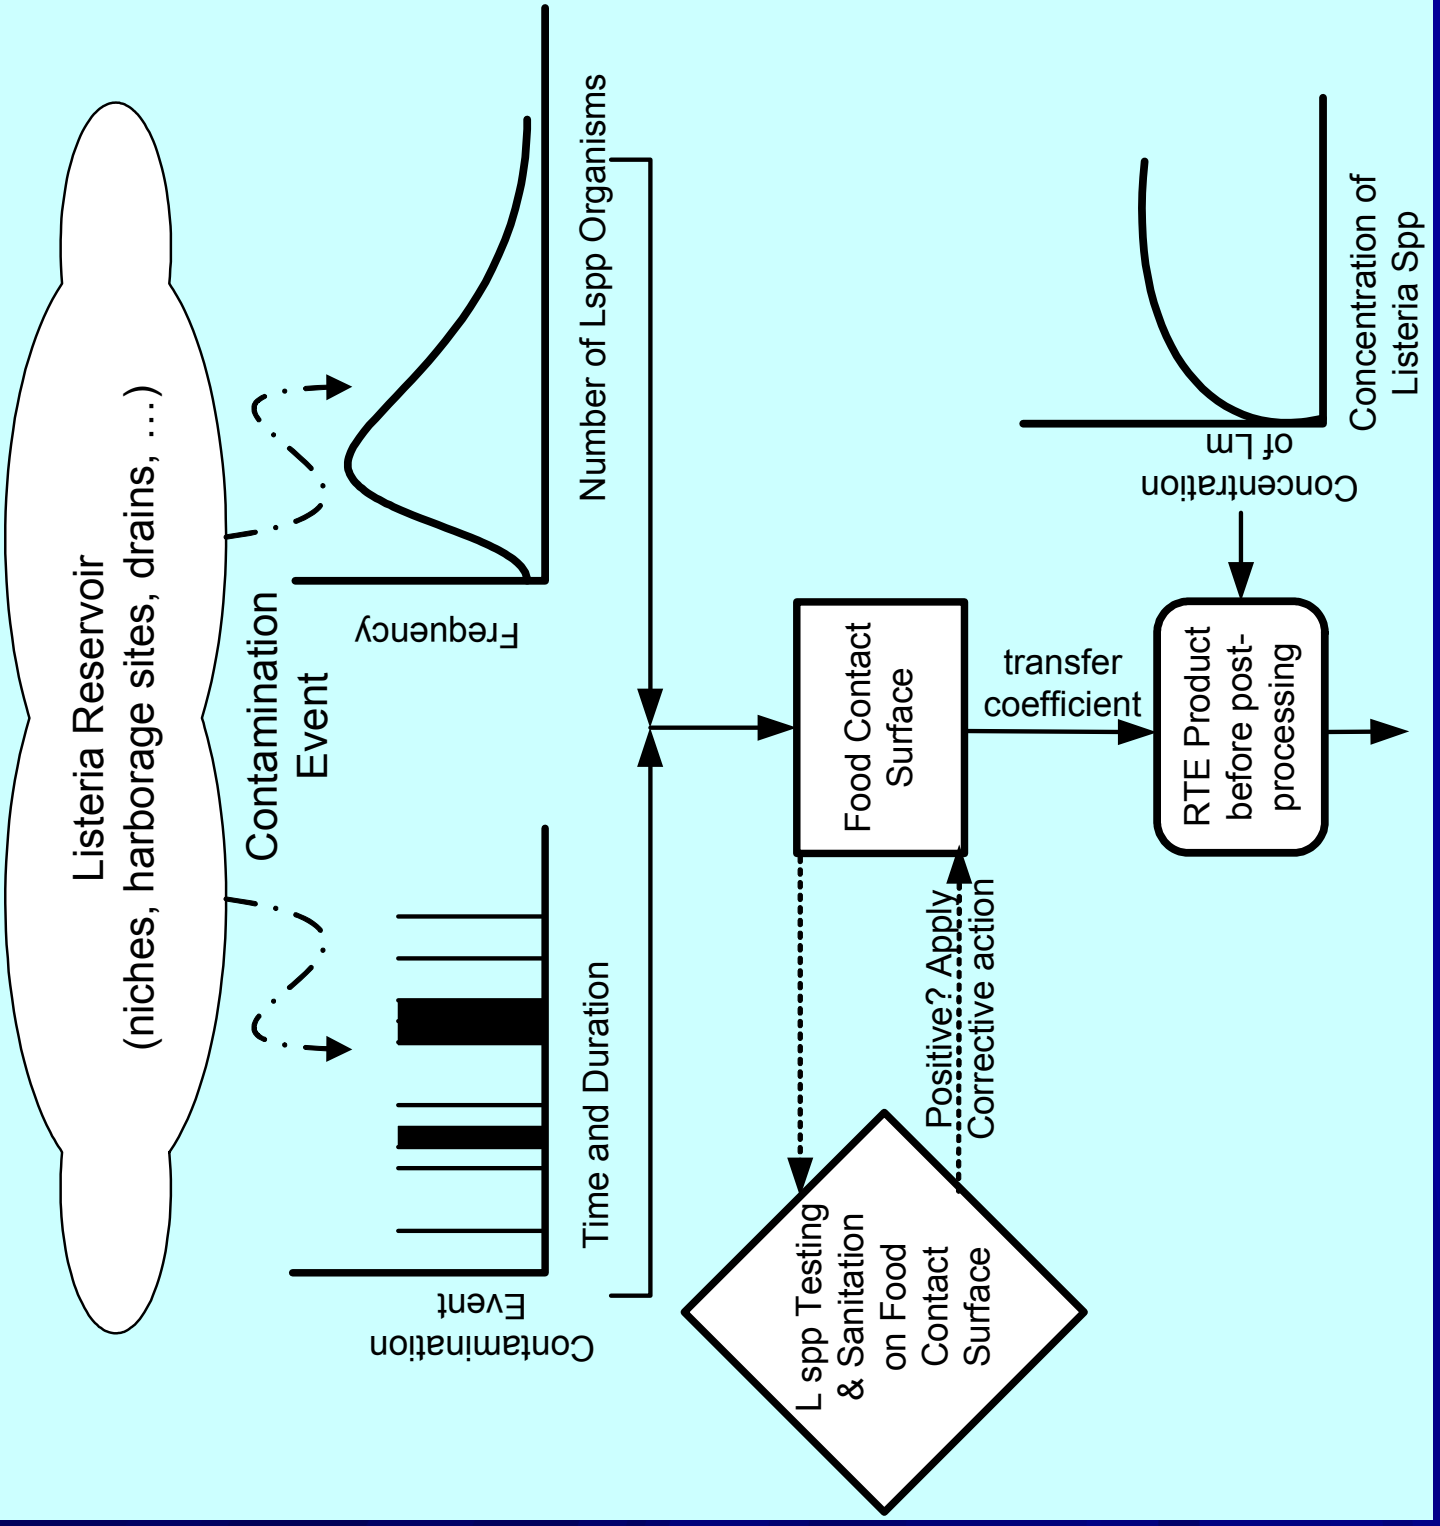 Listeria Reservoir
(niches, harborage sites, drains, …)
Contamination
Event
Contamination
Event
Time and Duration
Frequency
Number of Lspp Organisms
Food Contact
Surface
L spp Testing
& Sanitation
on Food
Contact
Surface
Positive? Apply
Corrective action
transfer
coefficient
RTE Product
before post-
processing
Concentration
of Lm
Concentration of
Listeria Spp